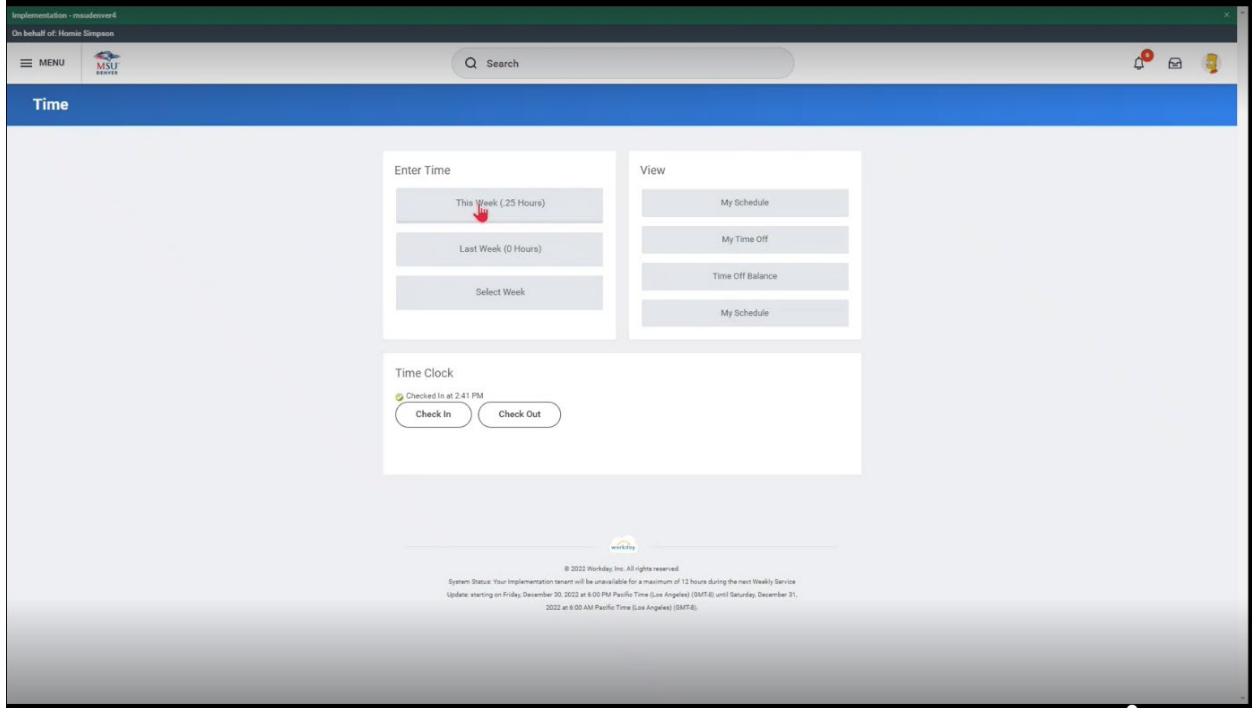 Implementation - msudenver4
On behalf of: Homie Simpson
MENU
MSU
DENVER
Search
Time
Enter Time
This Week (.25 Hours)
Last Week (0 Hours)
Select Week
View
My Schedule
My Time Off
Time Off Balance
My Schedule
Time Clock
Checked In at 2:41 PM
Check In
Check Out
workday
© 2022 Workday, Inc. All rights reserved.
System Status: Your Implementation tenant will be unavailable for a maximum of 12 hours during the next Weekly Service
Update: starting on Friday, December 30, 2022 at 6:00 PM Pacific Time (Los Angeles) (GMT-8) until Saturday, December 31,
2022 at 6:00 AM Pacific Time (Los Angeles) (GMT-8).